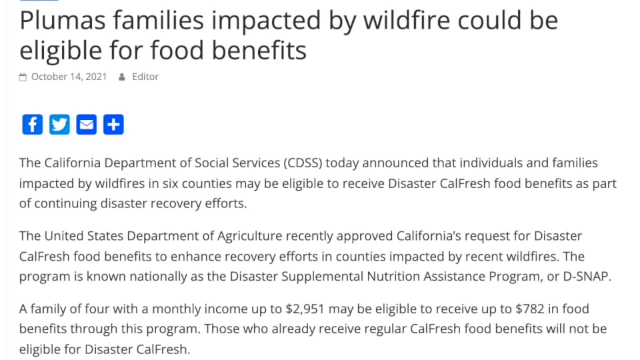 Plumas families impacted by wildfire could be
eligible for food benefits
October 14, 2021 Editor
The California Department of Social Services (CDSS) today announced that individuals and families
impacted by wildfires in six counties may be eligible to receive Disaster CalFresh food benefits as part
of continuing disaster recovery efforts.
The United States Department of Agriculture recently approved California’s request for Disaster
CalFresh food benefits to enhance recovery efforts in counties impacted by recent wildfires. The
program is known nationally as the Disaster Supplemental Nutrition Assistance Program, or D-SNAP.
A family of four with a monthly income up to $2,951 may be eligible to receive up to $782 in food
benefits through this program. Those who already receive regular CalFresh food benefits will not be
eligible for Disaster CalFresh.